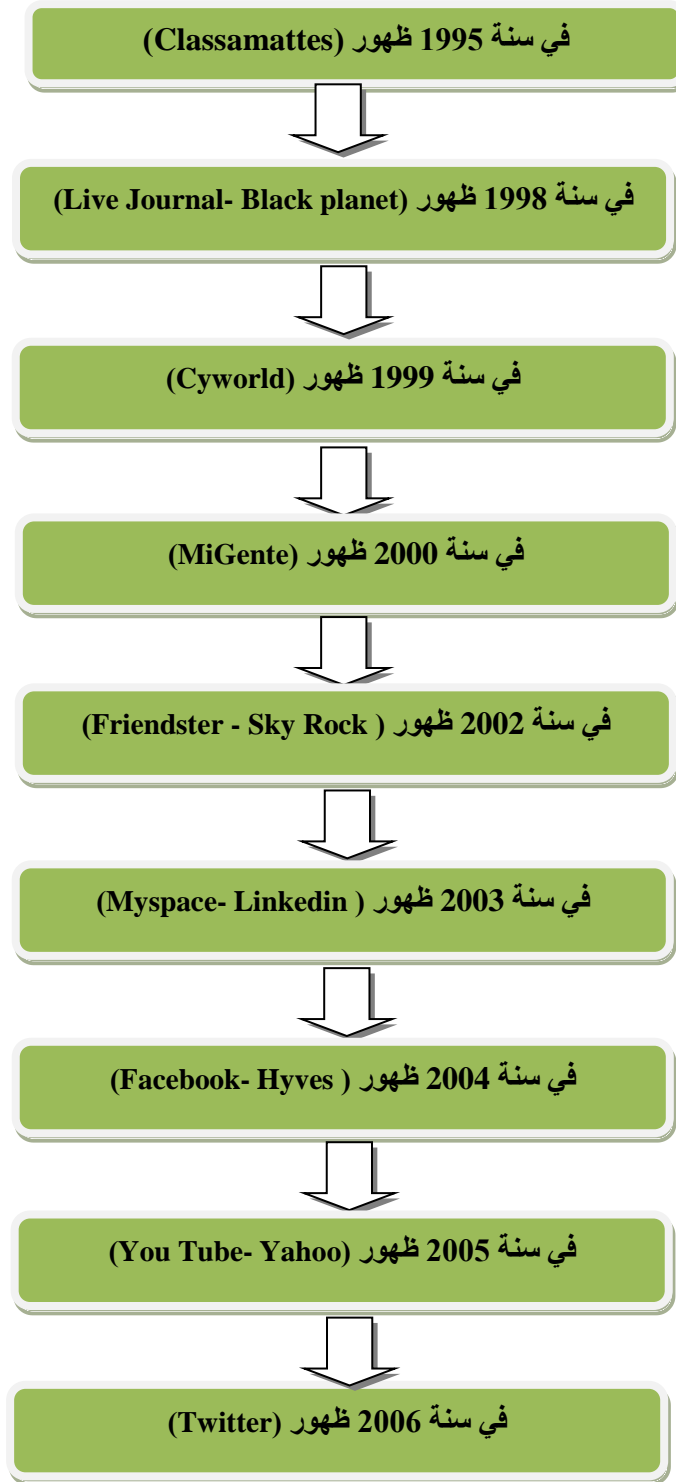 في سنة 1995 ظهور (Classamattes)
في سنة 1998 ظهور (Live Journal- Black planet)
في سنة 1999 ظهور (Cyworld)
في سنة 2000 ظهور (MiGente)
في سنة 2002 ظهور ( Friendster - Sky Rock)
في سنة 2003 ظهور ( Myspace- Linkedin)
في سنة 2004 ظهور ( Facebook- Hyves)
في سنة 2005 ظهور (You Tube- Yahoo)
في سنة 2006 ظهور (Twitter)